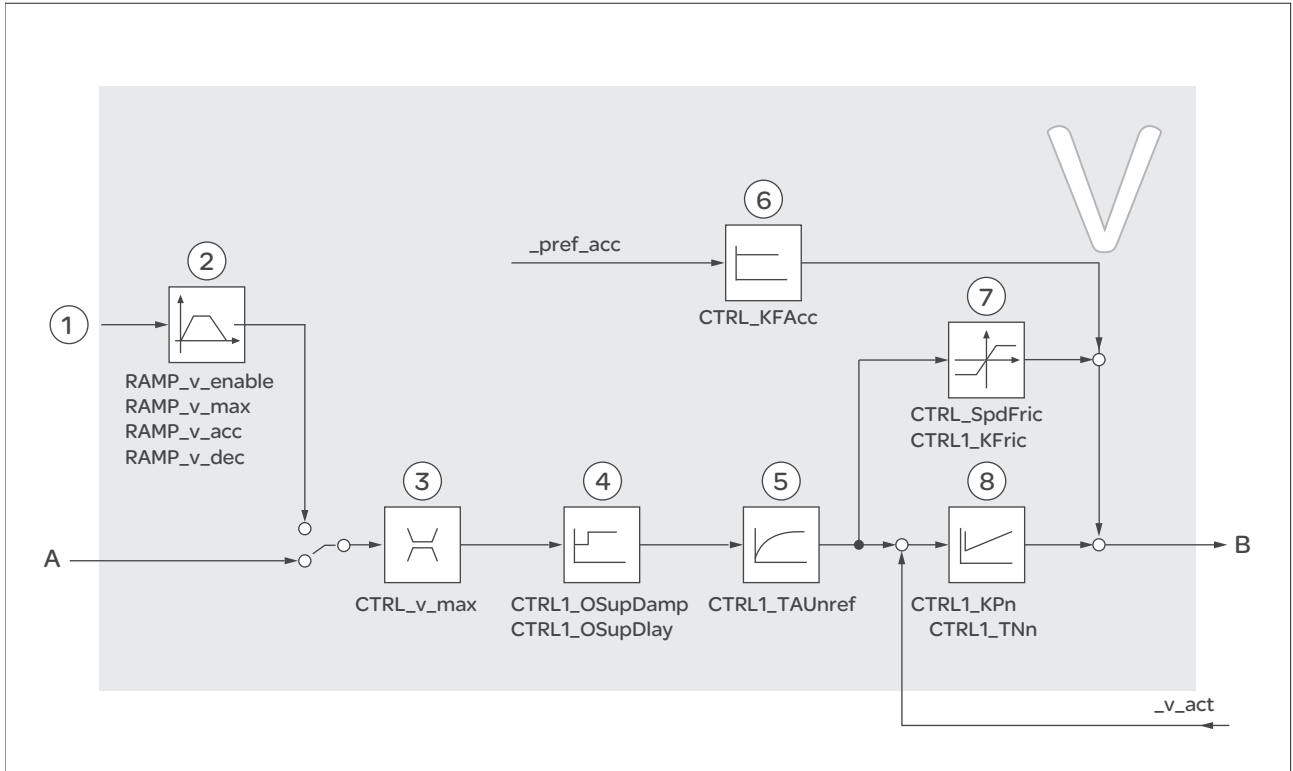 V
6
_pref_acc
CTRL_KFAcc
2
1
RAMP_v_enable
RAMP_v_max
RAMP_v_acc
RAMP_v_dec
7
CTRL_SpdFric
CTRL1_KFric
3
4
5
8
A
B
CTRL_v_max
CTRL1_OSupDamp
CTRL1_OSupDlay
CTRL1_TAUnref
CTRL1_KPn
CTRL1_TNn
_v_act